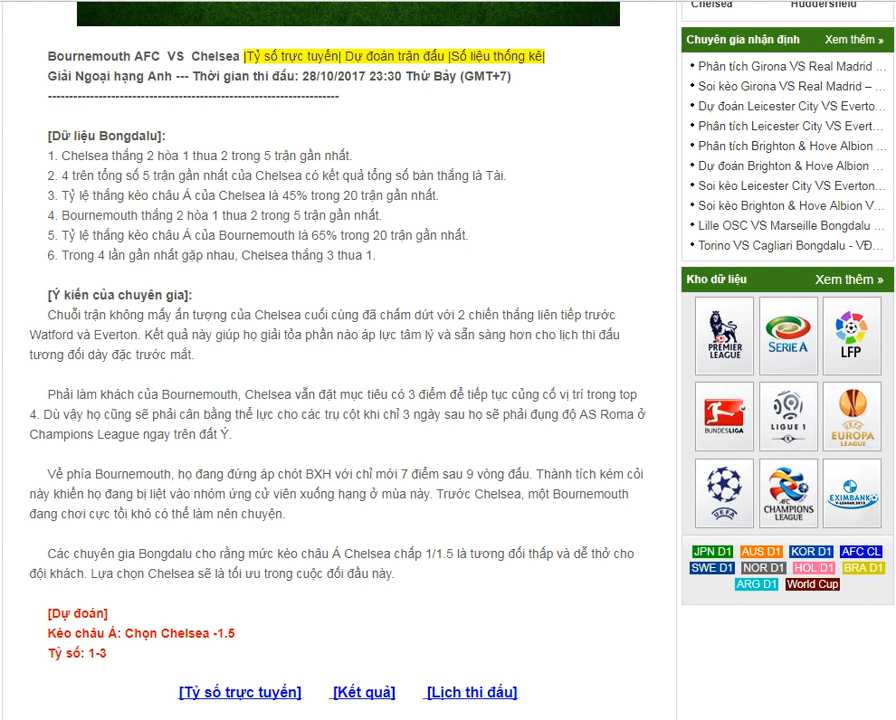 Chelsea Huddersfield
Bournemouth AFC VS Chelsea |Tỷ số trực tuyến| Dự đoán trận đấu |Số liệu thống kê|
Giải Ngoại hạng Anh --- Thời gian thi đấu: 28/10/2017 23:30 Thứ Bảy (GMT+7)
--------------------------------------------------------------------
[Dữ liệu Bongdalu]:
1. Chelsea thắng 2 hòa 1 thua 2 trong 5 trận gần nhất.
2. 4 trên tổng số 5 trận gần nhất của Chelsea có kết quả tổng số bàn thắng là Tài.
3. Tỷ lệ thắng kèo châu Á của Chelsea là 45% trong 20 trận gần nhất.
4. Bournemouth thắng 2 hòa 1 thua 2 trong 5 trận gần nhất.
5. Tỷ lệ thắng kèo châu Á của Bournemouth là 65% trong 20 trận gần nhất.
6. Trong 4 lần gần nhất gặp nhau, Chelsea thắng 3 thua 1.
[Ý kiến của chuyên gia]:
Chuỗi trận không mấy ấn tượng của Chelsea cuối cùng đã chấm dứt với 2 chiến thắng liên tiếp trước
Watford và Everton. Kết quả này giúp họ giải tỏa phần nào áp lực tâm lý và sẵn sàng hơn cho lịch thi đấu
tương đối dày đặc trước mắt.
Phải làm khách của Bournemouth, Chelsea vẫn đặt mục tiêu có 3 điểm để tiếp tục củng cố vị trí trong top
4. Dù vậy họ cũng sẽ phải cân bằng thể lực cho các trụ cột khi chỉ 3 ngày sau họ sẽ phải đụng độ AS Roma ở
Champions League ngay trên đất Ý.
Về phía Bournemouth, họ đang đứng áp chót BXH với chỉ mới 7 điểm sau 9 vòng đấu. Thành tích kém cỏi
này khiến họ đang bị liệt vào nhóm ứng cử viên xuống hạng ở mùa này. Trước Chelsea, một Bournemouth
đang chơi cực tồi khó có thể làm nên chuyện.
Các chuyên gia Bongdalu cho rằng mức kèo châu Á Chelsea chấp 1/1.5 là tương đối thấp và dễ thở cho
đội khách. Lựa chọn Chelsea sẽ là tối ưu trong cuộc đối đầu này.
[Dự đoán]
Kèo châu Á: Chọn Chelsea -1.5
Tỷ số: 1-3
[Tỷ số trực tuyến] [Kết quả] [Lịch thi đấu]
Chuyên gia nhận định Xem thêm »
Phân tích Girona VS Real Madrid ...
Soi kèo Girona VS Real Madrid – ...
Dự đoán Leicester City VS Everto...
Phân tích Leicester City VS Evert...
Phân tích Brighton & Hove Albion ...
Dự đoán Brighton & Hove Albion ...
Soi kèo Leicester City VS Everton...
Soi kèo Brighton & Hove Albion V...
Lille OSC VS Marseille Bongdalu ...
Torino VS Cagliari Bongdalu - VĐ...
Kho dữ liệu Xem thêm »
PREMIER LEAGUE
SERIE A
LFP
BUNDESLIGA
LIGUE 1
UEFA EUROPA LEAGUE
UEFA
AFC CHAMPIONS LEAGUE
EXIMBANK
V-LEAGUE 2013
JPN D1 AUS D1 KOR D1 AFC CL
SWE D1 NOR D1 HOL D1 BRA D1
ARG D1 World Cup